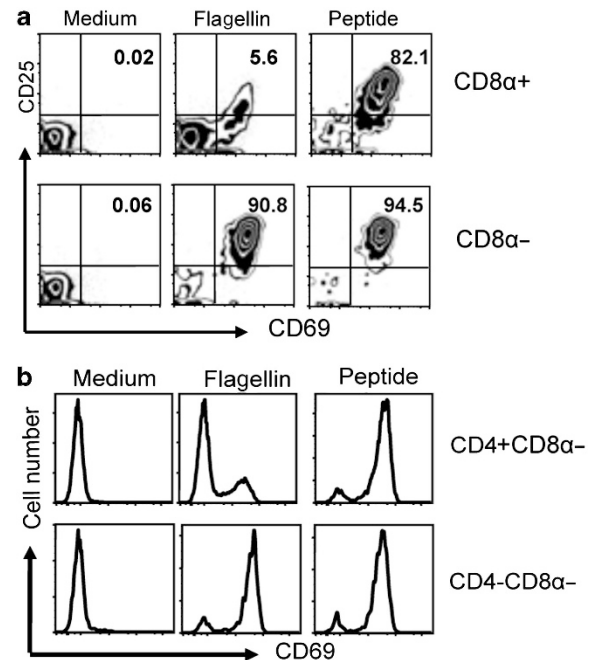 a
Medium Flagellin Peptide
CD25
0.02 5.6 82.1
CD8α+
0.06 90.8 94.5
CD8α−
CD69
b
Medium Flagellin Peptide
Cell number
CD4+CD8α−
CD4-CD8α−
CD69